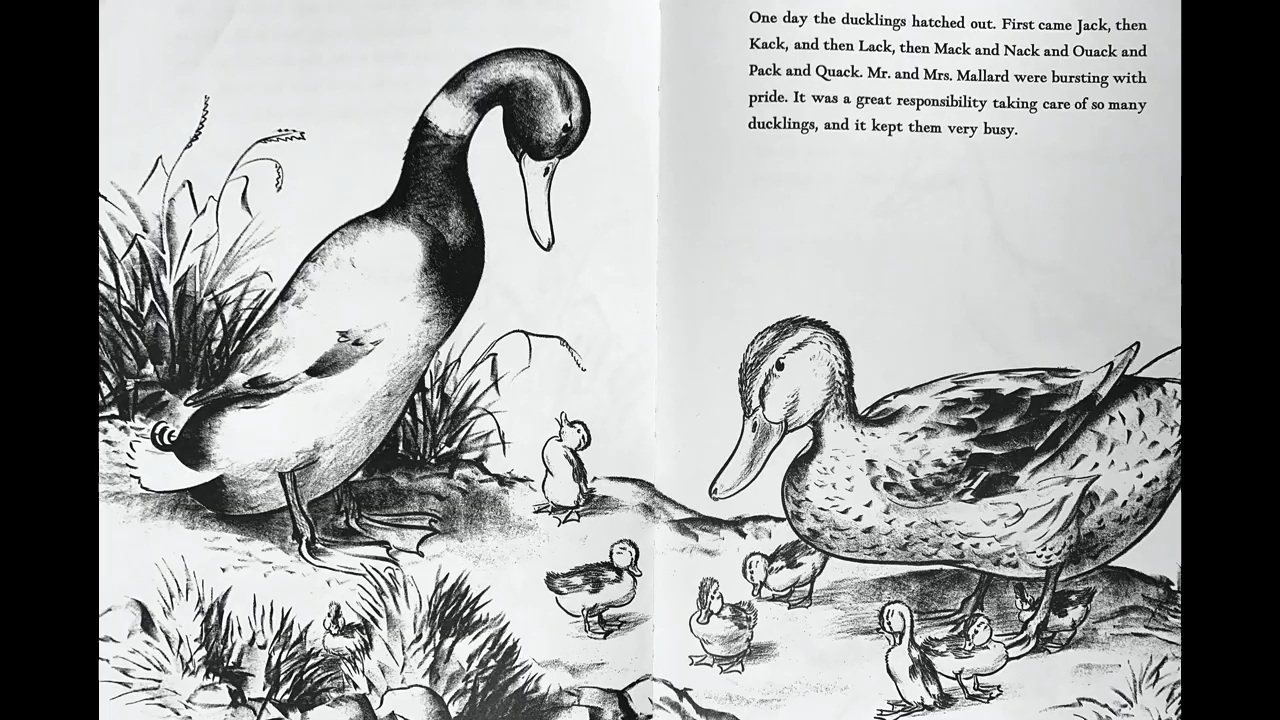 One day the ducklings hatched out. First came Jack, then
Kack, and then Lack, then Mack and Nack and Ouack and
Pack and Quack. Mr. and Mrs. Mallard were bursting with
pride. It was a great responsibility taking care of so many
ducklings, and it kept them very busy.